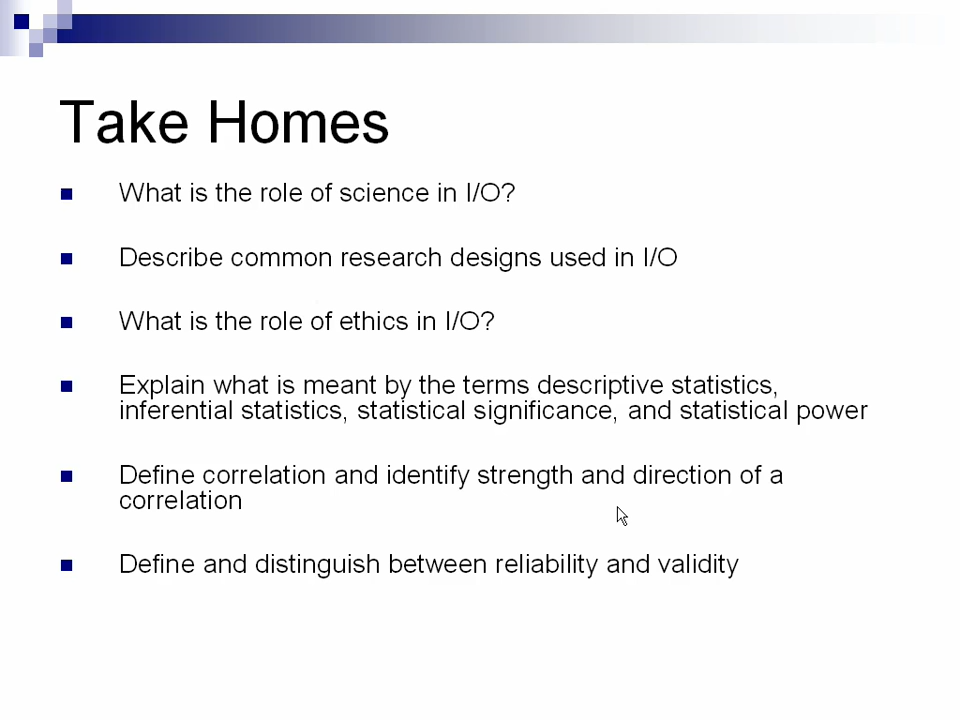 Take Homes
What is the role of science in I/O?
Describe common research designs used in I/O
What is the role of ethics in I/O?
Explain what is meant by the terms descriptive statistics,
inferential statistics, statistical significance, and statistical power
Define correlation and identify strength and direction of a
correlation
Define and distinguish between reliability and validity